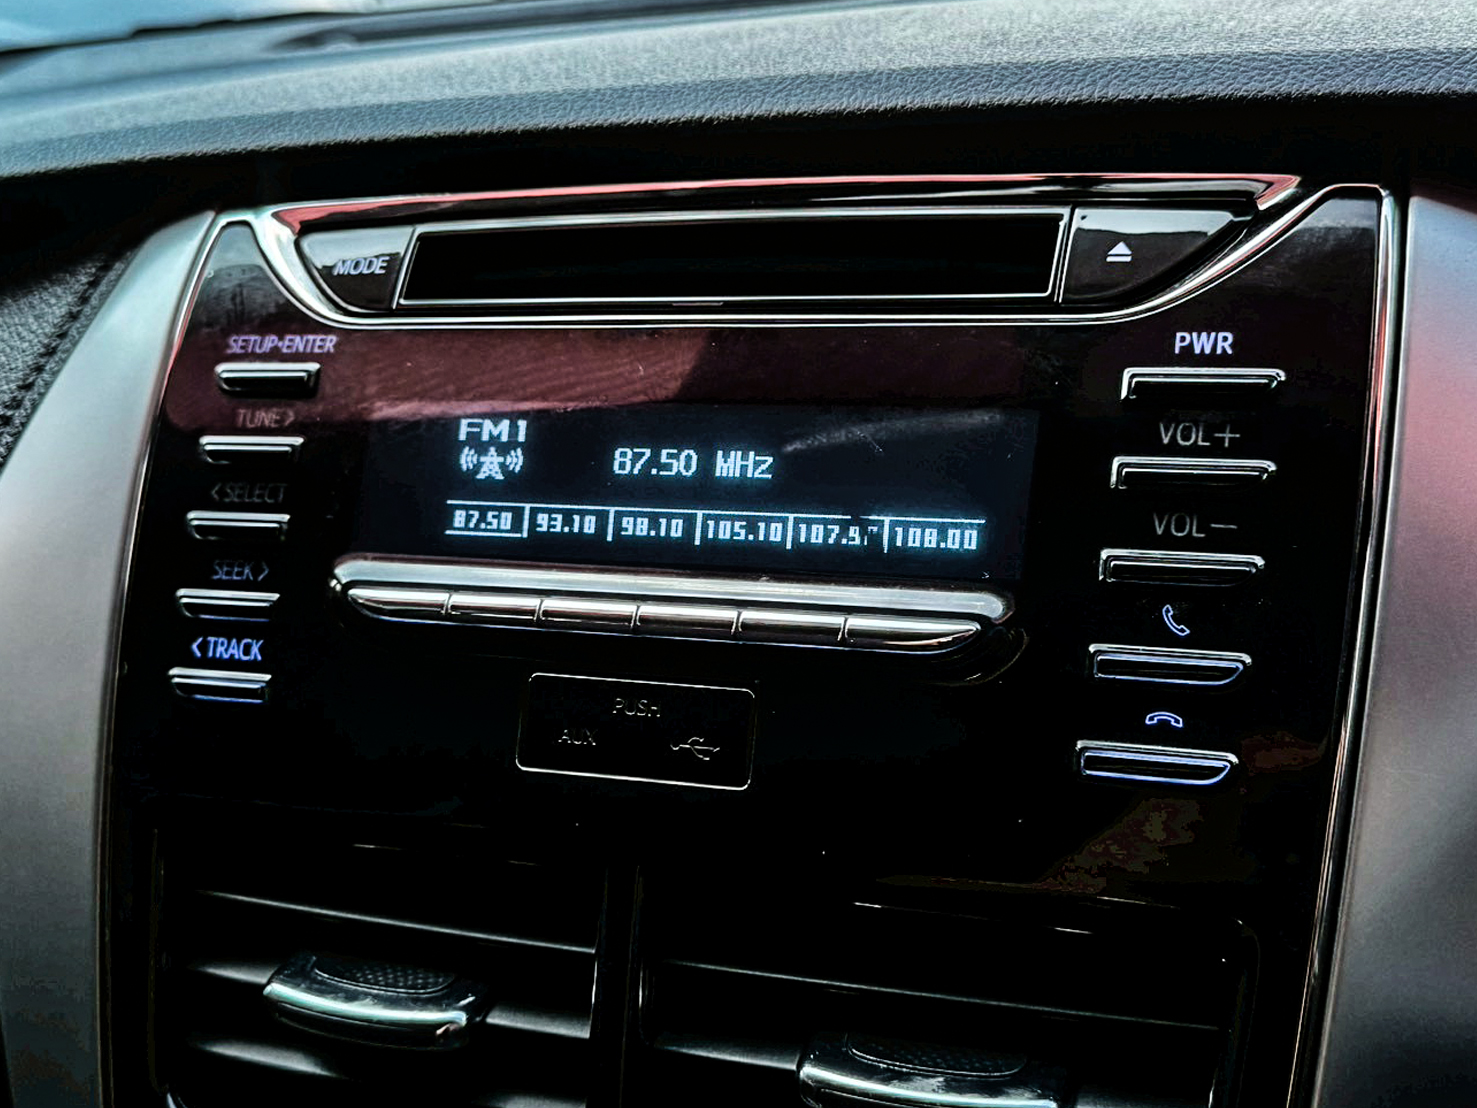 MODE
SETUP•ENTER
PWR
TUNE >
FM1
VOL+
87.50 MHz
< SELECT
87.50 93.10 98.10 105.10 108.00
VOL−
SEEK >
< TRACK
PUSH
AUX